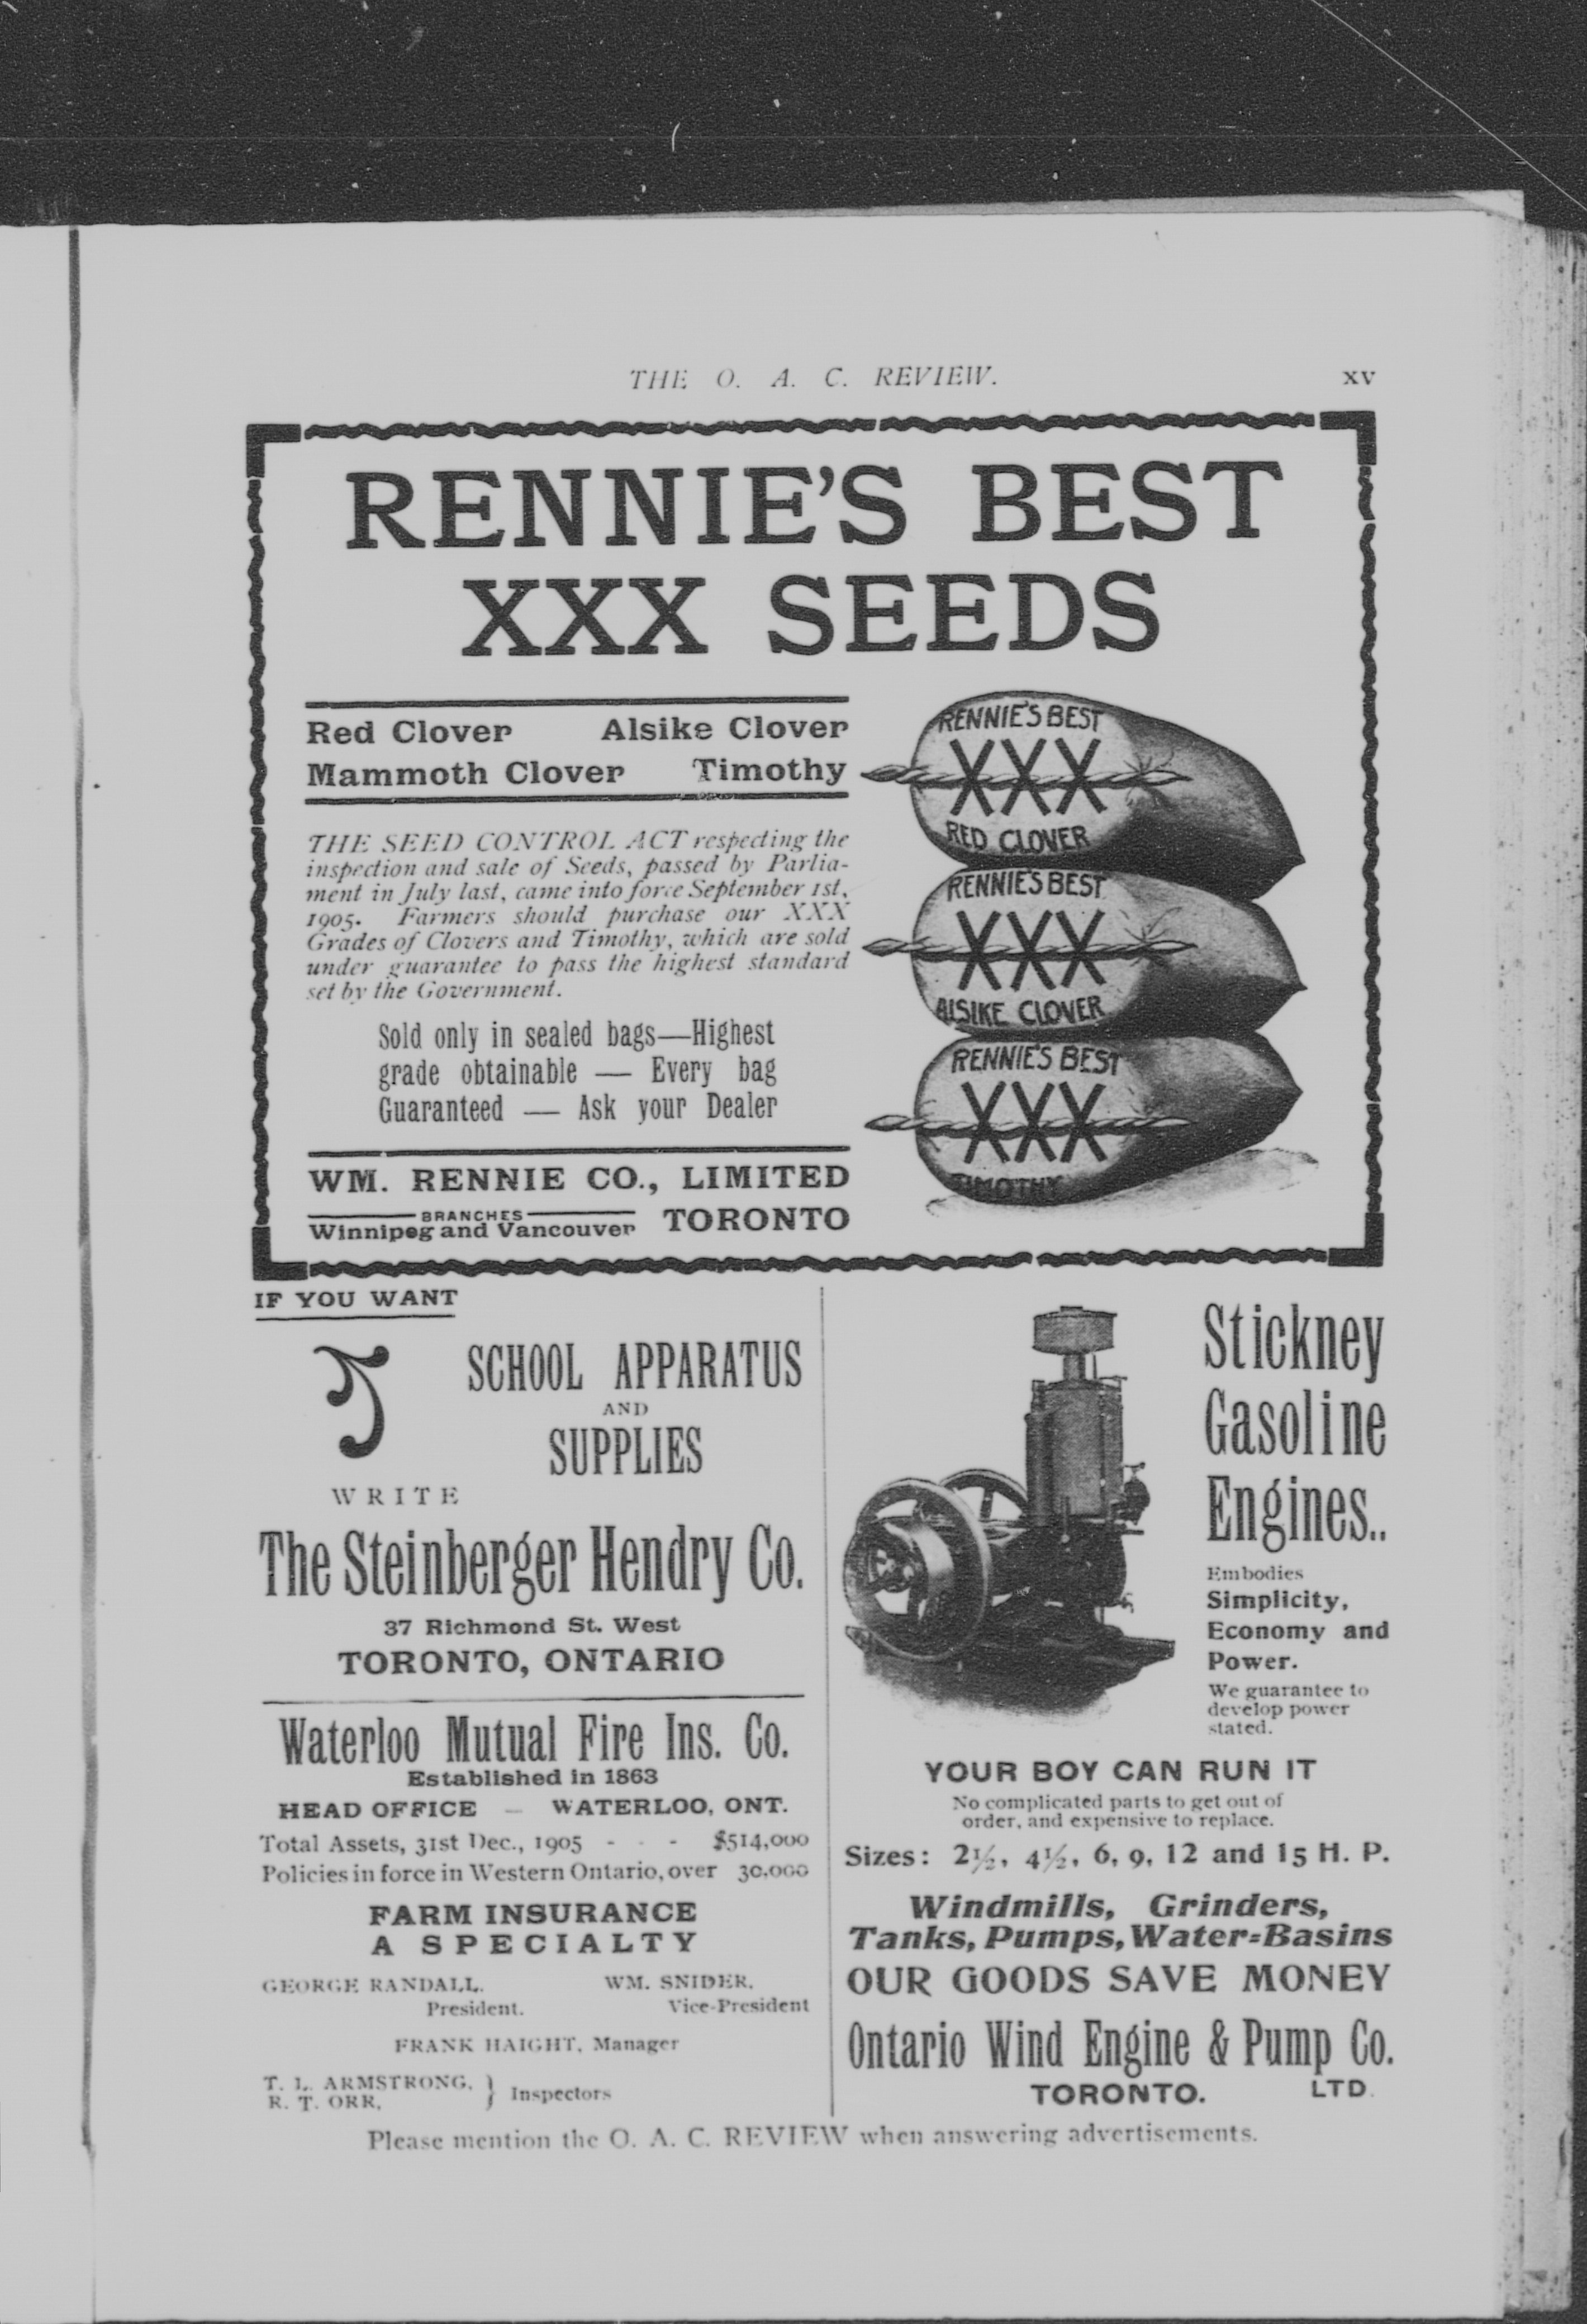 THE O. A. C. REVIEW.
xv
RENNIE'S BEST
XXX SEEDS
Red Clover Alsike Clover
Mammoth Clover Timothy
THE SEED CONTROL ACT respecting the
inspection and sale of Seeds, passed by Parlia-
ment in July last, came into force September 1st,
1905. Farmers should purchase our XXX
Grades of Clovers and Timothy, which are sold
under guarantee to pass the highest standard
set by the Government.
Sold only in sealed bags—Highest
grade obtainable — Every bag
Guaranteed — Ask your Dealer
WM. RENNIE CO., LIMITED
BRANCHES
Winnipeg and Vancouver TORONTO
RENNIE'S BEST
XXX
RED CLOVER
RENNIE'S BEST
XXX
AlSIKE CLOVER
RENNIE'S BEST
XXX
TIMOTHY
IF YOU WANT
SCHOOL APPARATUS
AND
SUPPLIES
WRITE
The Steinberger Hendry Co.
37 Richmond St. West
TORONTO, ONTARIO
Waterloo Mutual Fire Ins. Co.
Established in 1863
HEAD OFFICE — WATERLOO, ONT.
Total Assets, 31st Dec., 1905 - - - $514,000
Policies in force in Western Ontario, over 30,000
FARM INSURANCE
A SPECIALTY
GEORGE RANDALL, WM. SNIDER,
President. Vice-President
FRANK HAIGHT, Manager
T. L. ARMSTRONG, }
R. T. ORR, } Inspectors
Stickney
Gasoline
Engines..
Embodies
Simplicity,
Economy and
Power.
We guarantee to
develop power
stated.
YOUR BOY CAN RUN IT
No complicated parts to get out of
order, and expensive to replace.
Sizes: 2½, 4½, 6, 9, 12 and 15 H. P.
Windmills, Grinders,
Tanks, Pumps, Water-Basins
OUR GOODS SAVE MONEY
Ontario Wind Engine & Pump Co.
TORONTO. LTD.
Please mention the O. A. C. REVIEW when answering advertisements.